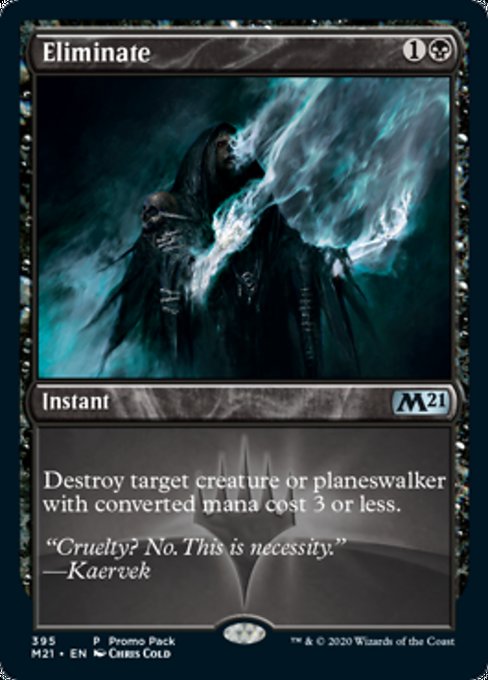 Eliminate 1
Instant M21
Destroy target creature or planeswalker
with converted mana cost 3 or less.
“Cruelty? No. This is necessity.”
—Kaervek
395 P Promo Pack ™ & © 2020 Wizards of the Coast
M21 • EN Chris Cold